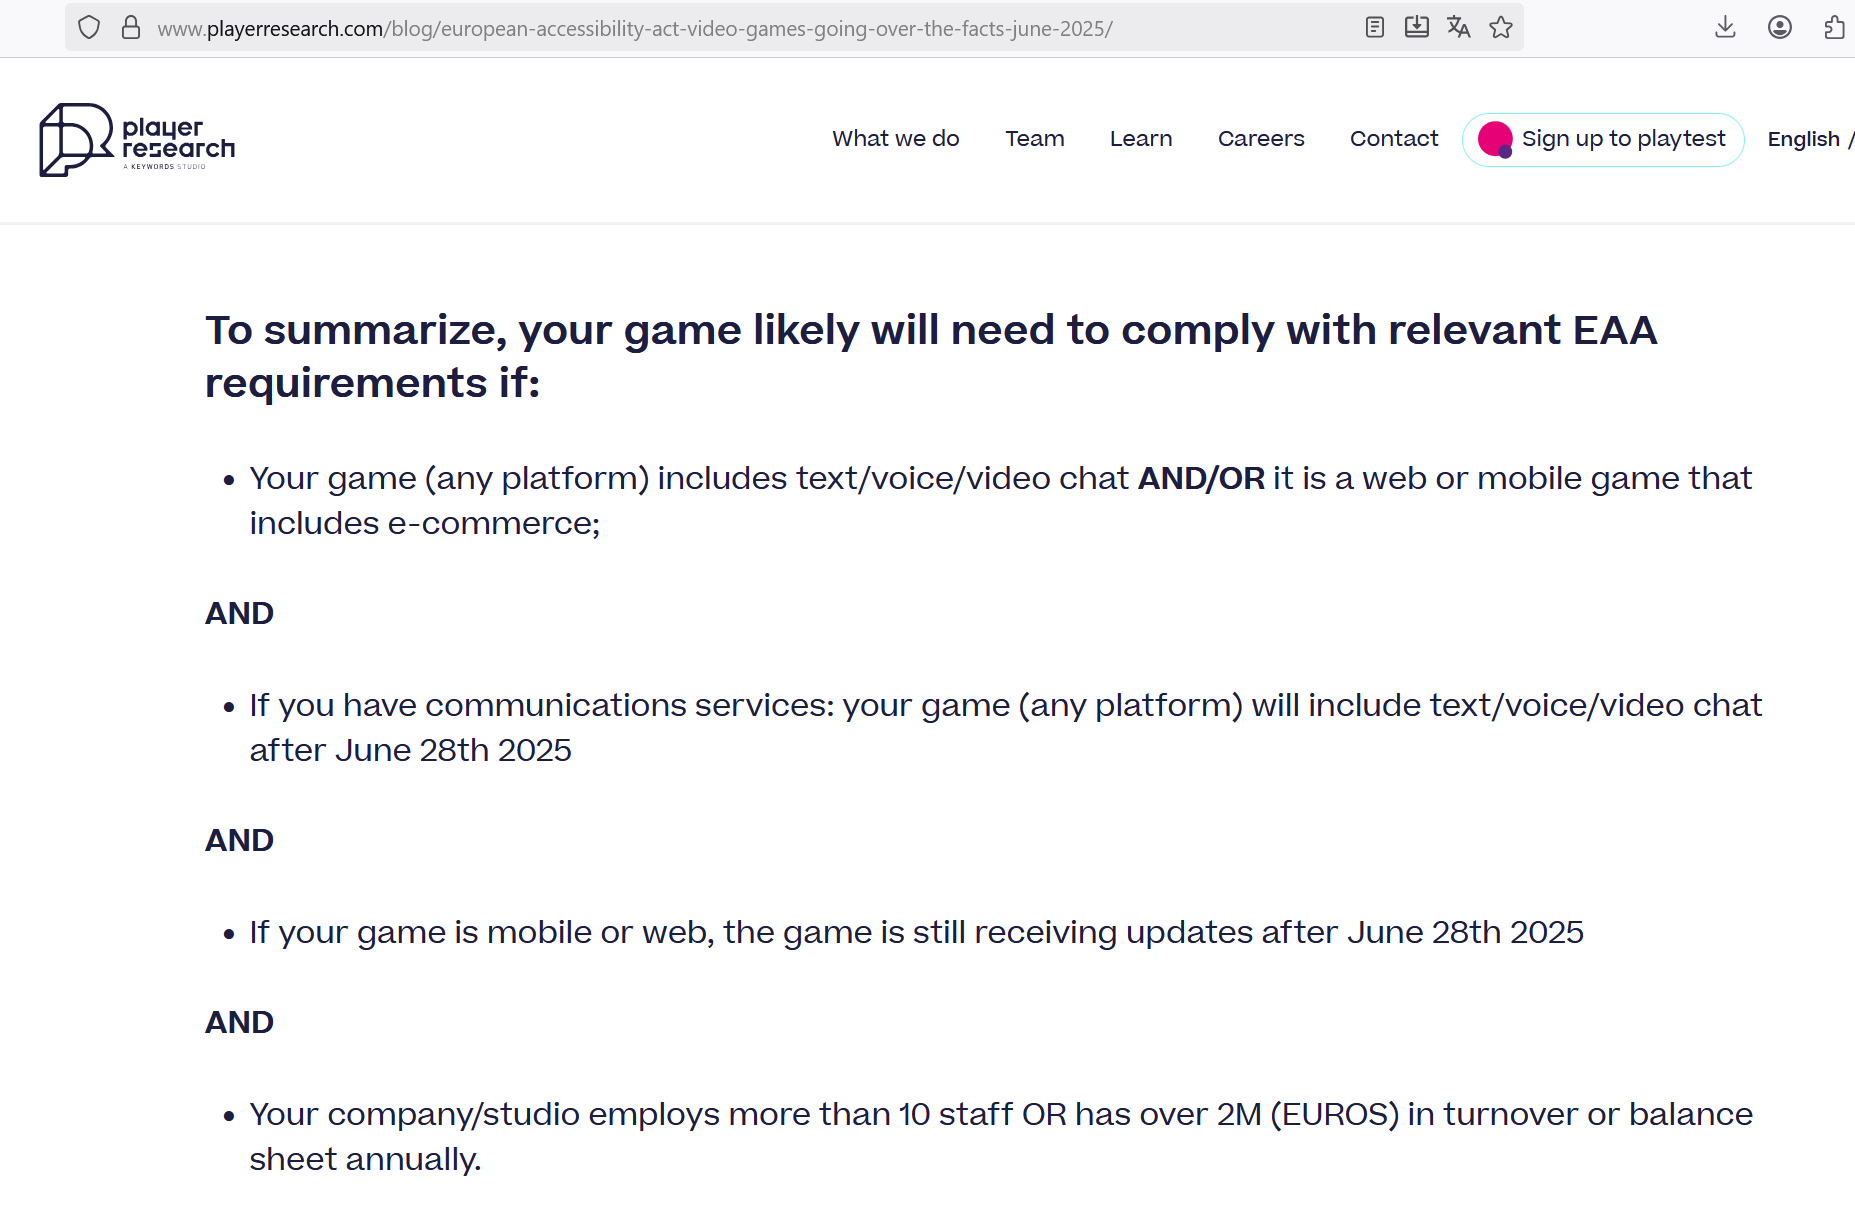 www.playerresearch.com/blog/european-accessibility-act-video-games-going-over-the-facts-june-2025/
player
research
A KEYWORDS STUDIO
What we do Team Learn Careers Contact Sign up to playtest English /
To summarize, your game likely will need to comply with relevant EAA
requirements if:
• Your game (any platform) includes text/voice/video chat AND/OR it is a web or mobile game that
includes e-commerce;
AND
• If you have communications services: your game (any platform) will include text/voice/video chat
after June 28th 2025
AND
• If your game is mobile or web, the game is still receiving updates after June 28th 2025
AND
• Your company/studio employs more than 10 staff OR has over 2M (EUROS) in turnover or balance
sheet annually.